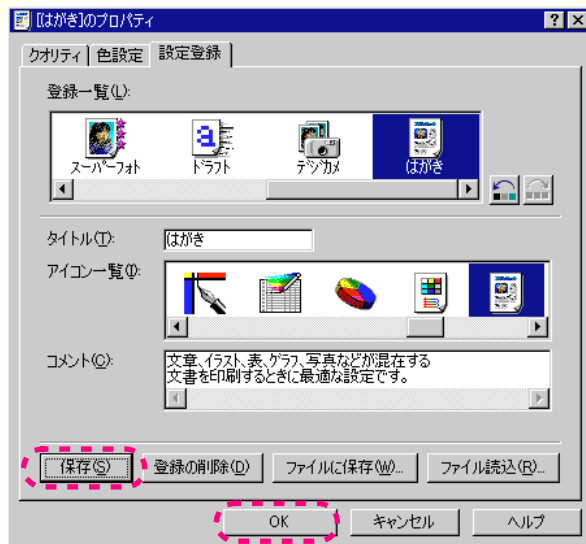 [はがき]のプロパティ
クオリティ 色設定 設定登録
登録一覧(L):
スーパーフォト ドラフト デジカメ はがき
タイトル(T): はがき
アイコン一覧(I):
コメント(C): 文章、イラスト、表、グラフ、写真などが混在する
文書を印刷するときに最適な設定です。
保存(S) 登録の削除(D) ファイルに保存(W)... ファイル読込(R)...
OK キャンセル ヘルプ